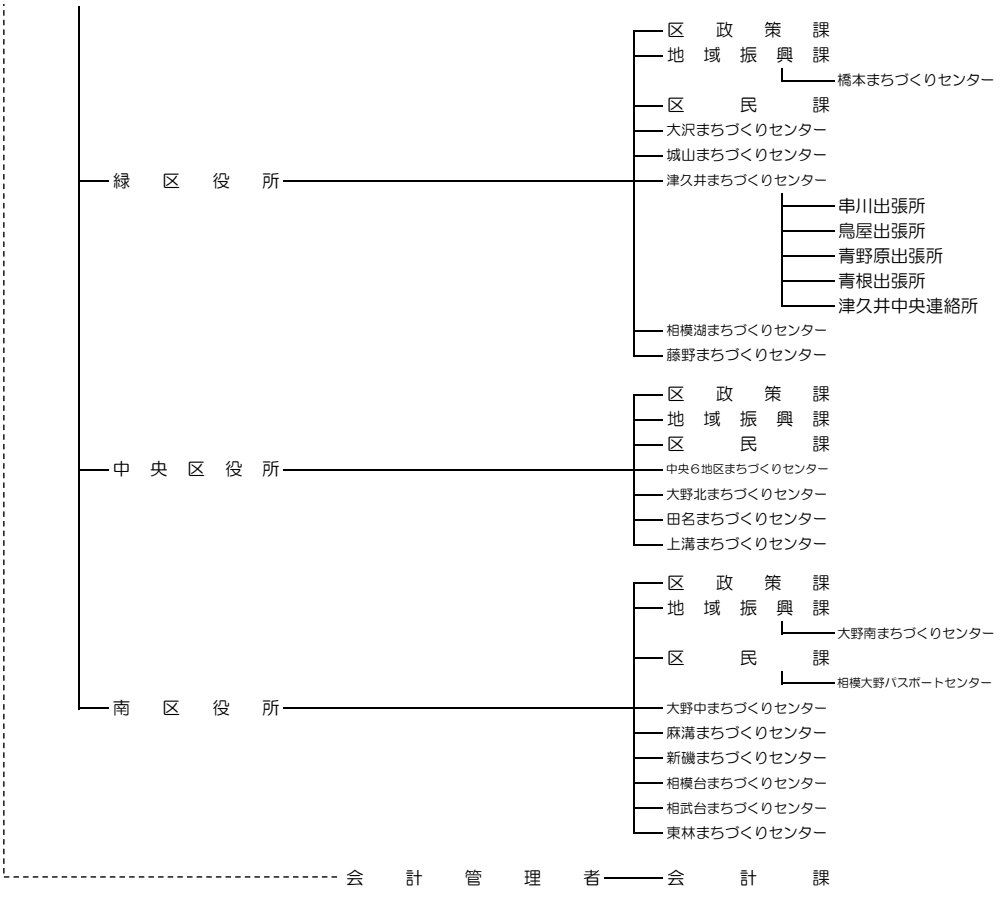 区政策課
地域振興課
橋本まちづくりセンター
区民課
大沢まちづくりセンター
城山まちづくりセンター
緑区役所
津久井まちづくりセンター
串川出張所
鳥屋出張所
青野原出張所
青根出張所
津久井中央連絡所
相模湖まちづくりセンター
藤野まちづくりセンター
区政策課
地域振興課
区民課
中央区役所
中央6地区まちづくりセンター
大野北まちづくりセンター
田名まちづくりセンター
上溝まちづくりセンター
区政策課
地域振興課
大野南まちづくりセンター
区民課
相模大野パスポートセンター
南区役所
大野中まちづくりセンター
麻溝まちづくりセンター
新磯まちづくりセンター
相模台まちづくりセンター
相武台まちづくりセンター
東林まちづくりセンター
会計管理者
会計課